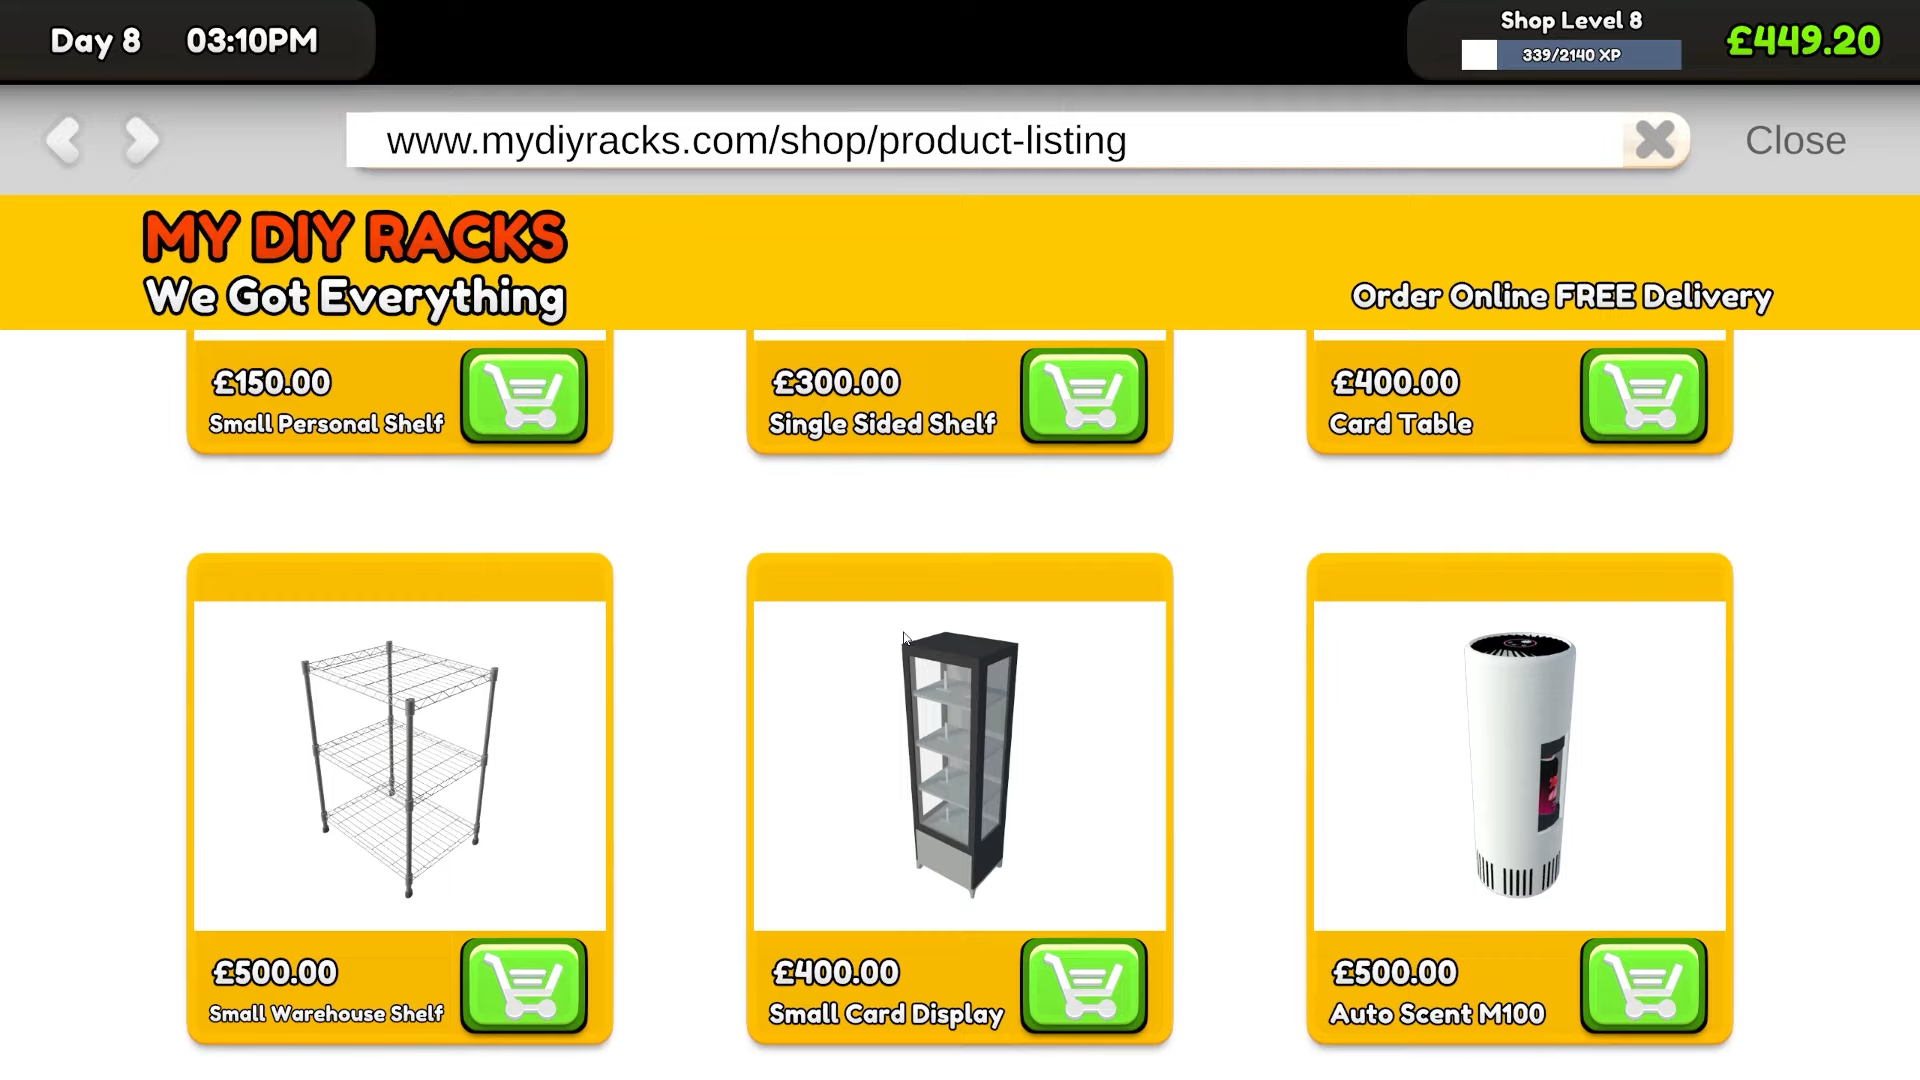 Day 8 03:10PM
Shop Level 8
339/2140 XP
£449.20
www.mydiyracks.com/shop/product-listing
Close
MY DIY RACKS
We Got Everything
Order Online FREE Delivery
£150.00
Small Personal Shelf
£300.00
Single Sided Shelf
£400.00
Card Table
£500.00
Small Warehouse Shelf
£400.00
Small Card Display
£500.00
Auto Scent M100